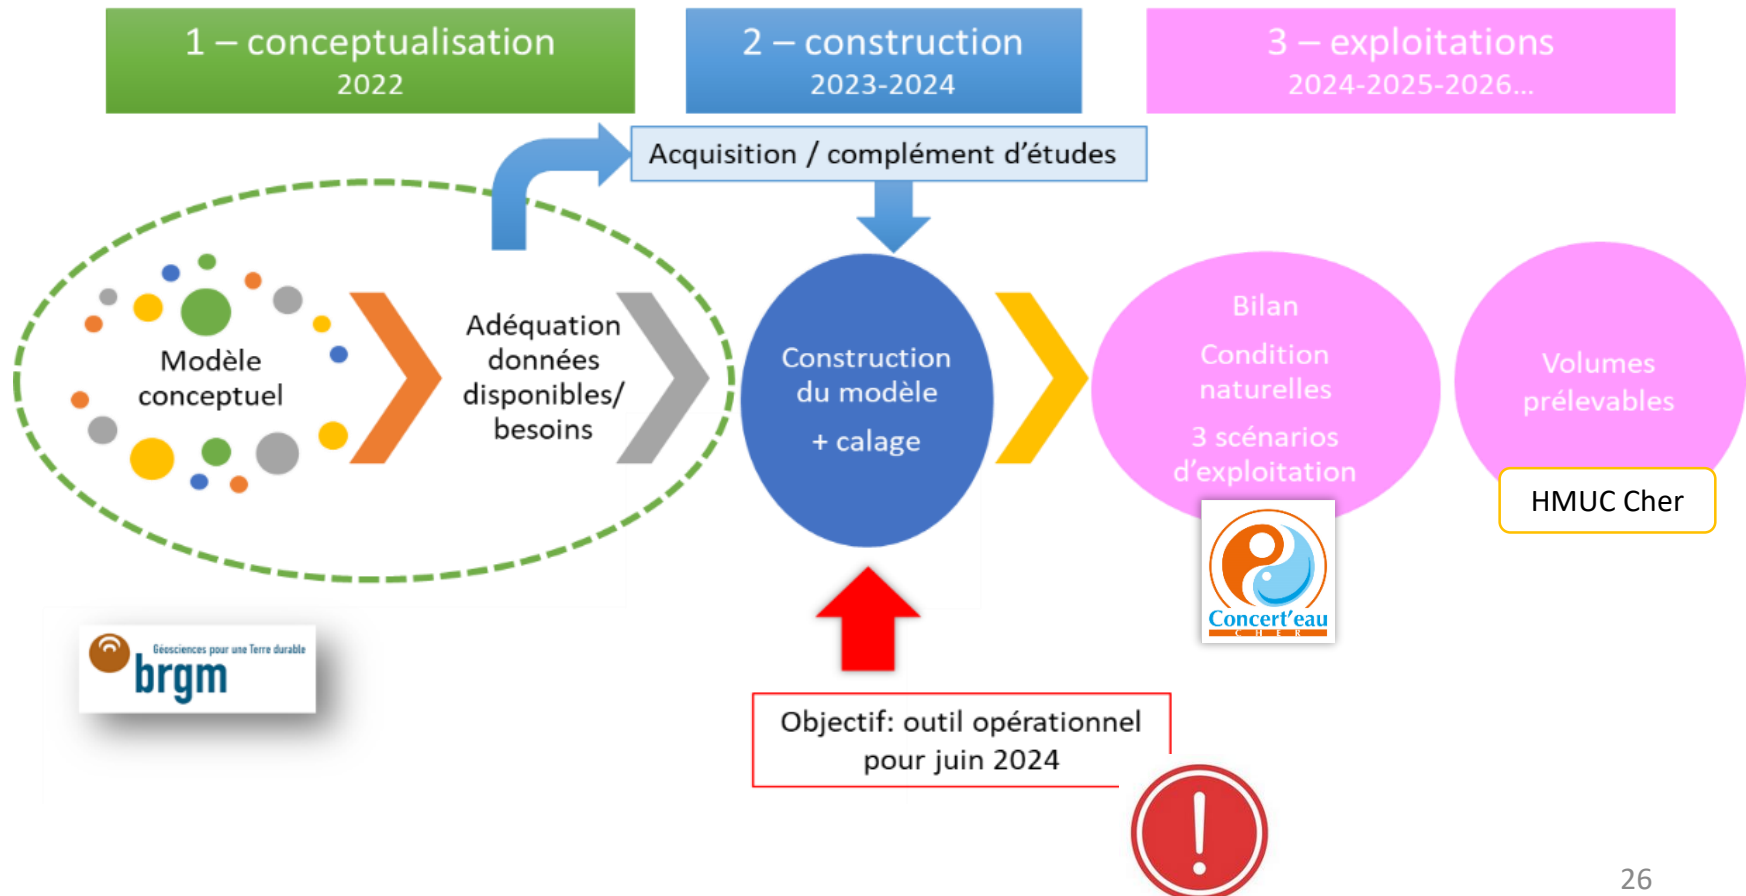 1 – conceptualisation
2022
2 – construction
2023-2024
3 – exploitations
2024-2025-2026...
Acquisition / complément d'études
Modèle
conceptuel
Adéquation
données
disponibles/
besoins
Construction
du modèle
+ calage
Bilan
Condition
naturelles
3 scénarios
d'exploitation
Volumes
prélevables
HMUC Cher
Concert'eau
CHER
Géosciences pour une Terre durable
brgm
Objectif: outil opérationnel
pour juin 2024
!
26